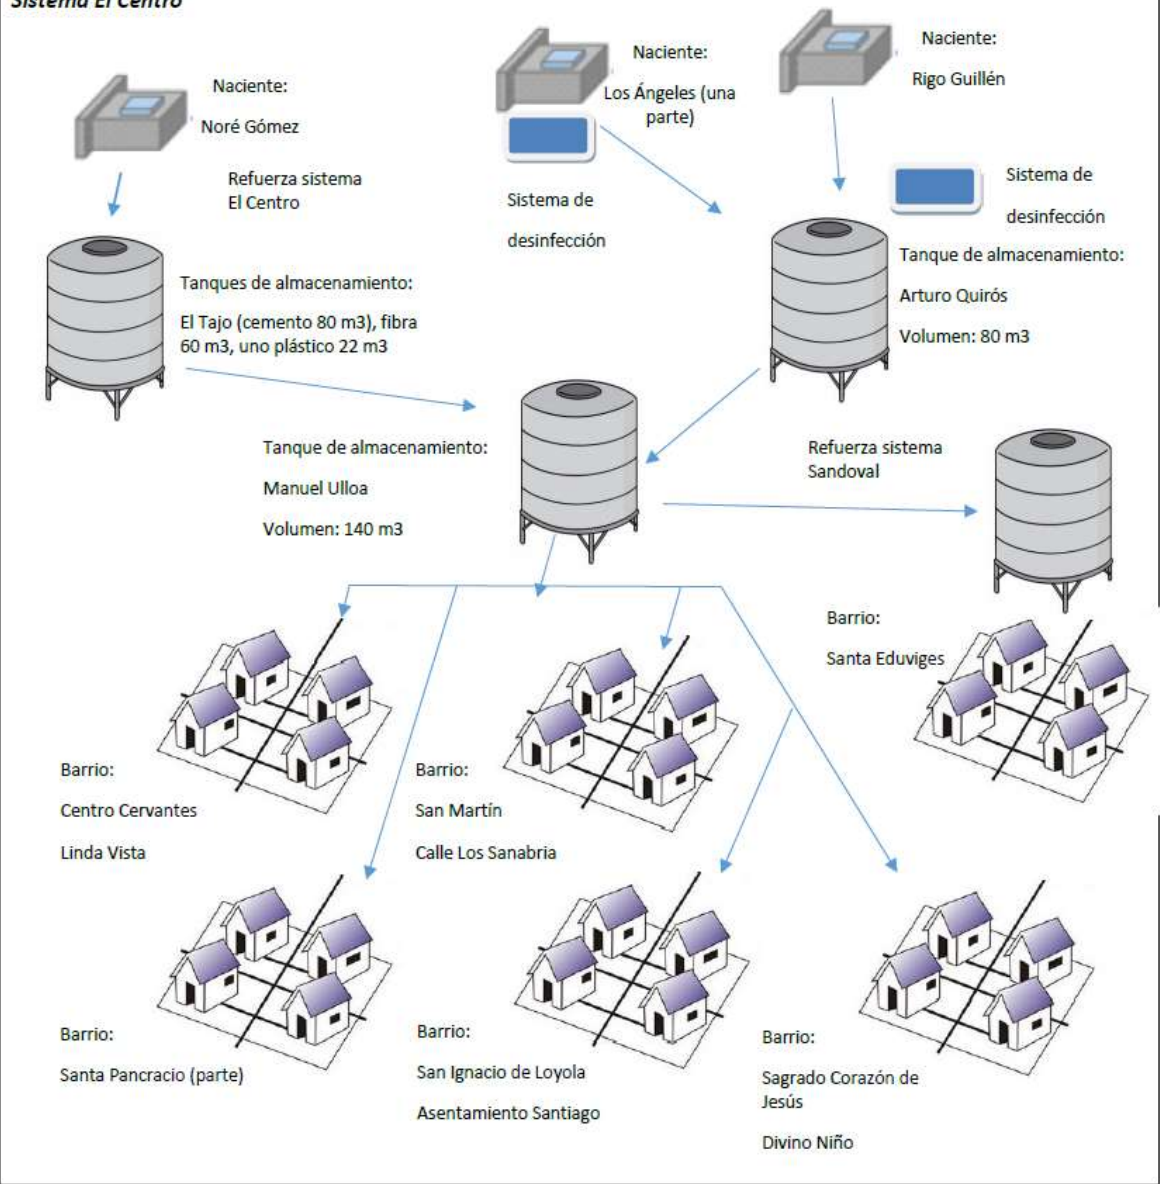 Sistema El Centro
Naciente:
Noré Gómez
Naciente:
Los Ángeles (una
parte)
Naciente:
Rigo Guillén
Refuerza sistema
El Centro
Sistema de
desinfección
Sistema de
desinfección
Tanques de almacenamiento:
El Tajo (cemento 80 m3), fibra
60 m3, uno plástico 22 m3
Tanque de almacenamiento:
Arturo Quirós
Volumen: 80 m3
Tanque de almacenamiento:
Manuel Ulloa
Volumen: 140 m3
Refuerza sistema
Sandoval
Barrio:
Santa Eduviges
Barrio:
Centro Cervantes
Linda Vista
Barrio:
San Martín
Calle Los Sanabria
Barrio:
Santa Pancracio (parte)
Barrio:
San Ignacio de Loyola
Asentamiento Santiago
Barrio:
Sagrado Corazón de
Jesús
Divino Niño